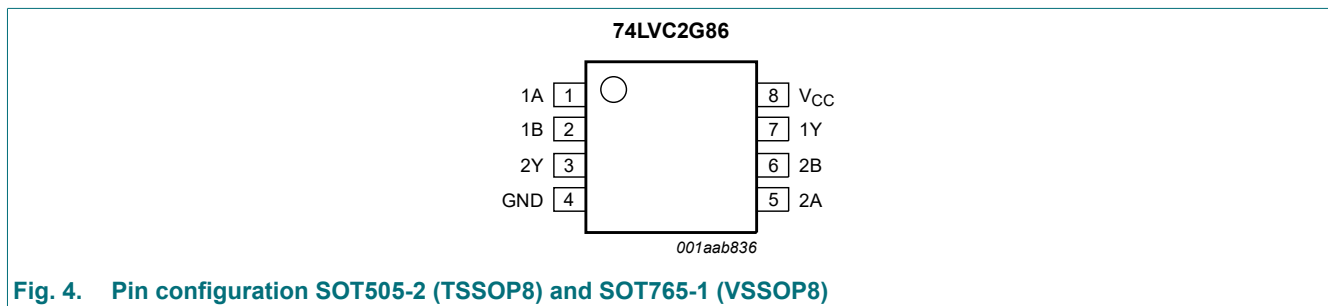 74LVC2G86
1A 1 8 VCC
1B 2 7 1Y
2Y 3 6 2B
GND 4 5 2A
001aab836
Fig. 4. Pin configuration SOT505-2 (TSSOP8) and SOT765-1 (VSSOP8)